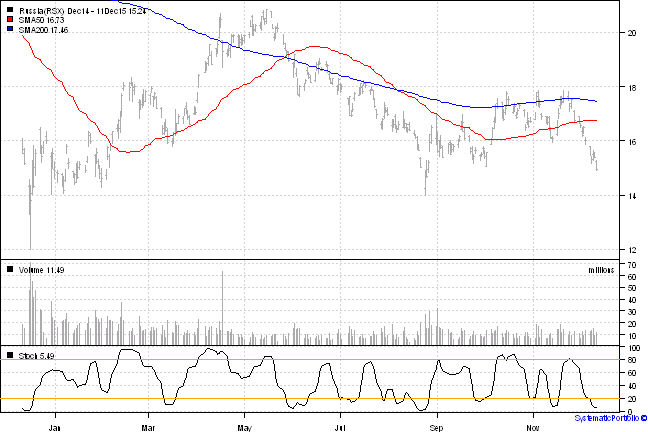 Russia(RSX) Dec14 - 11Dec15 15.24
SMA50 16.73
SMA200 17.46
20
18
16
14
12
Volume 11.49
millions
70
60
50
40
30
20
10
Stoch 5.49
100
80
60
40
20
0
Jan Mar May Jul Sep Nov
SystematicPortfolio ©